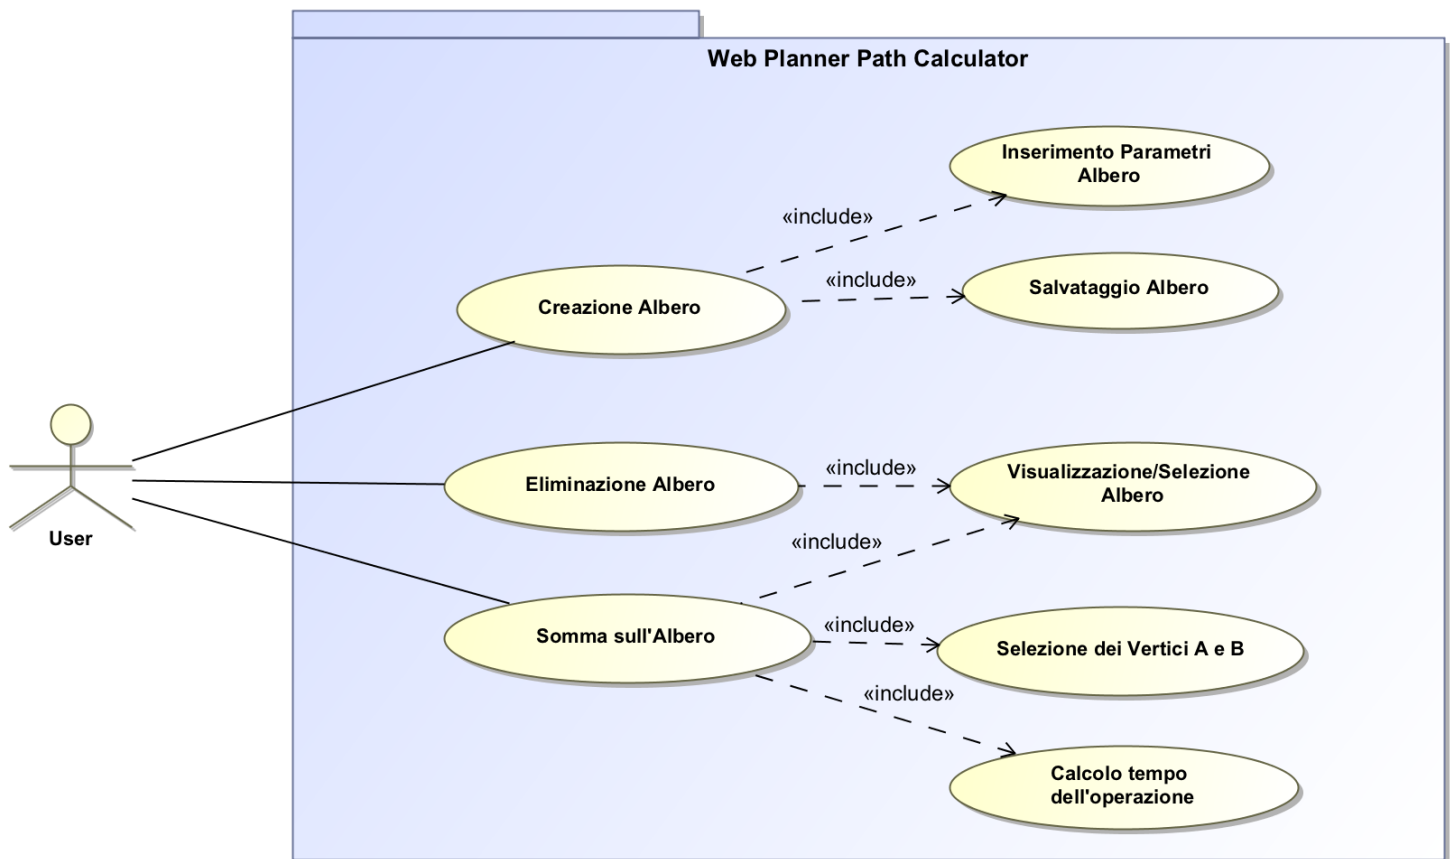 Web Planner Path Calculator
Inserimento Parametri
Albero
«include»
«include»
Salvataggio Albero
Creazione Albero
«include»
Visualizzazione/Selezione
Albero
Eliminazione Albero
User
«include»
«include»
Somma sull'Albero
Selezione dei Vertici A e B
«include»
Calcolo tempo
dell'operazione